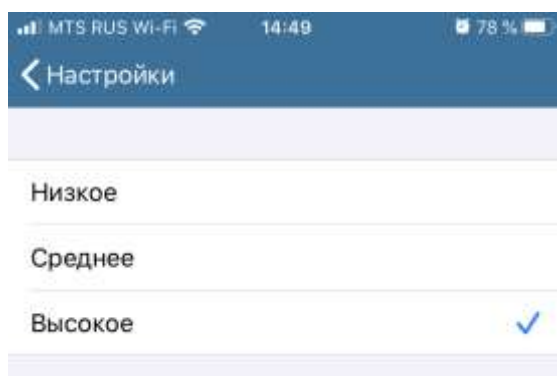 MTS RUS Wi-Fi 14:49 78 %
Настройки
Низкое
Среднее
Высокое